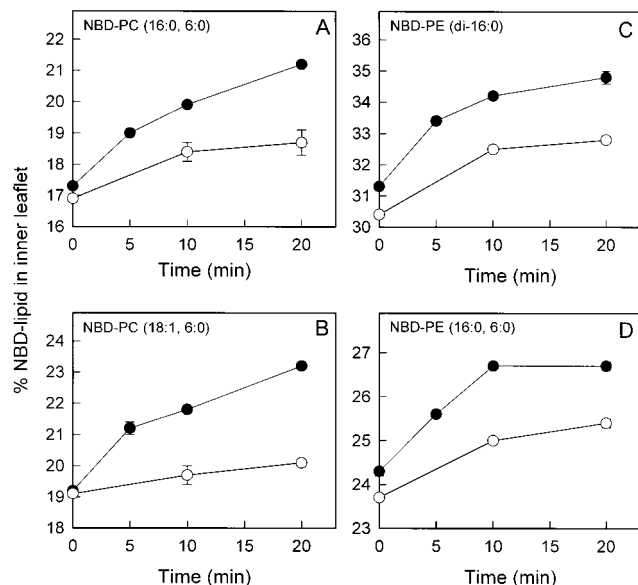 % NBD-lipid in inner leaflet
NBD-PC (16:0, 6:0) A
22
21
20
19
18
17
16
0 5 10 15 20
Time (min)
NBD-PE (di-16:0) C
36
35
34
33
32
31
30
0 5 10 15 20
Time (min)
NBD-PC (18:1, 6:0) B
24
23
22
21
20
19
18
0 5 10 15 20
Time (min)
NBD-PE (16:0, 6:0) D
27
26
25
24
23
0 5 10 15 20
Time (min)